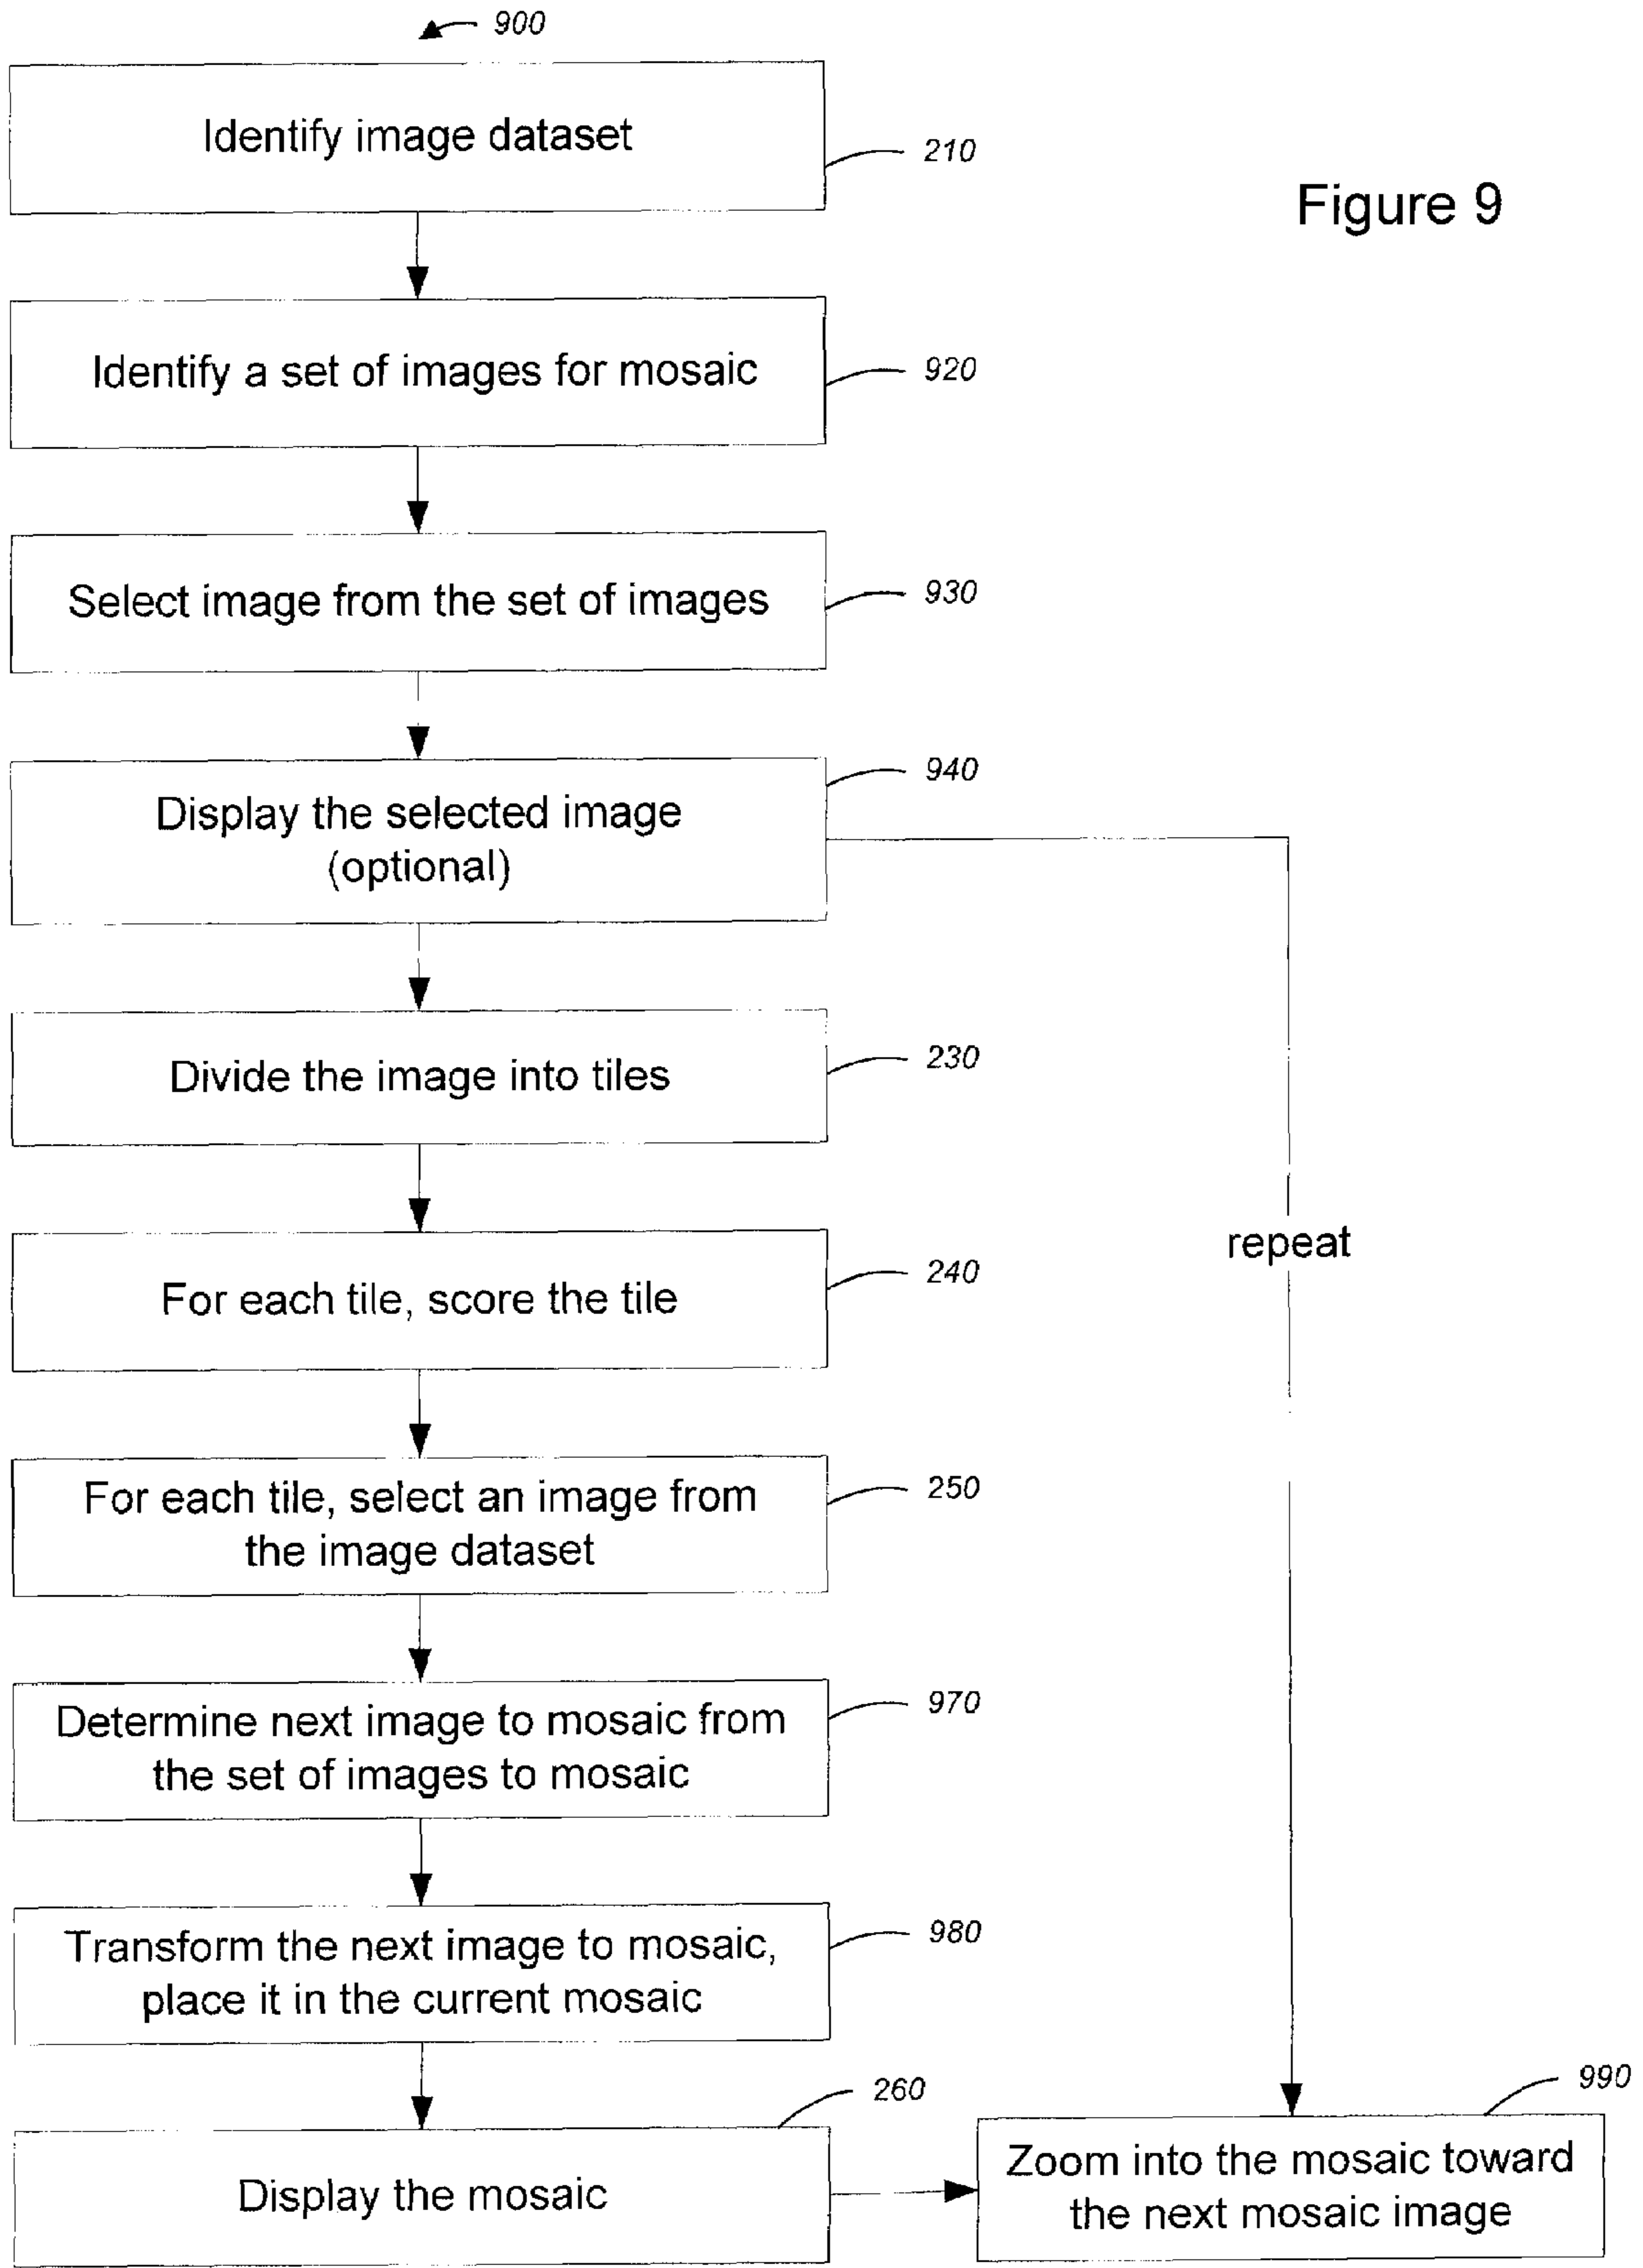 900
Identify image dataset
210
Figure 9
Identify a set of images for mosaic
920
Select image from the set of images
930
Display the selected image
(optional)
940
Divide the image into tiles
230
For each tile, score the tile
240
repeat
For each tile, select an image from
the image dataset
250
Determine next image to mosaic from
the set of images to mosaic
970
Transform the next image to mosaic,
place it in the current mosaic
980
Display the mosaic
260
Zoom into the mosaic toward
the next mosaic image
990